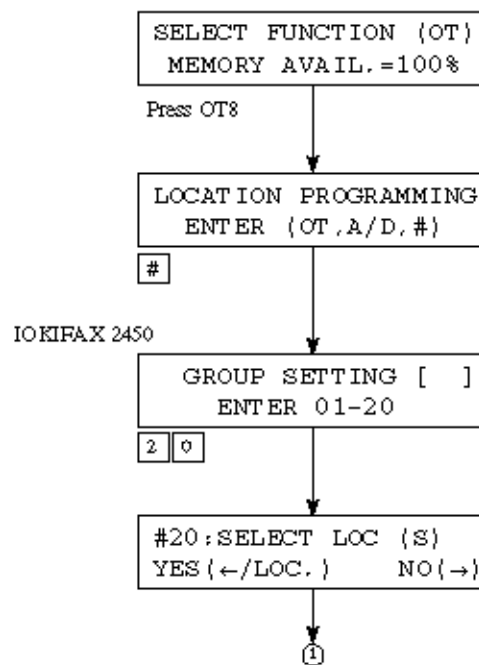 SELECT FUNCTION (OT)
MEMORY AVAIL.=100%
Press OT8
LOCATION PROGRAMMING
ENTER (OT,A/D,#)
#
IOKIFAX 2450
GROUP SETTING [ ]
ENTER 01-20
2 0
#20:SELECT LOC (S)
YES(←/LOC.) NO(→)
1